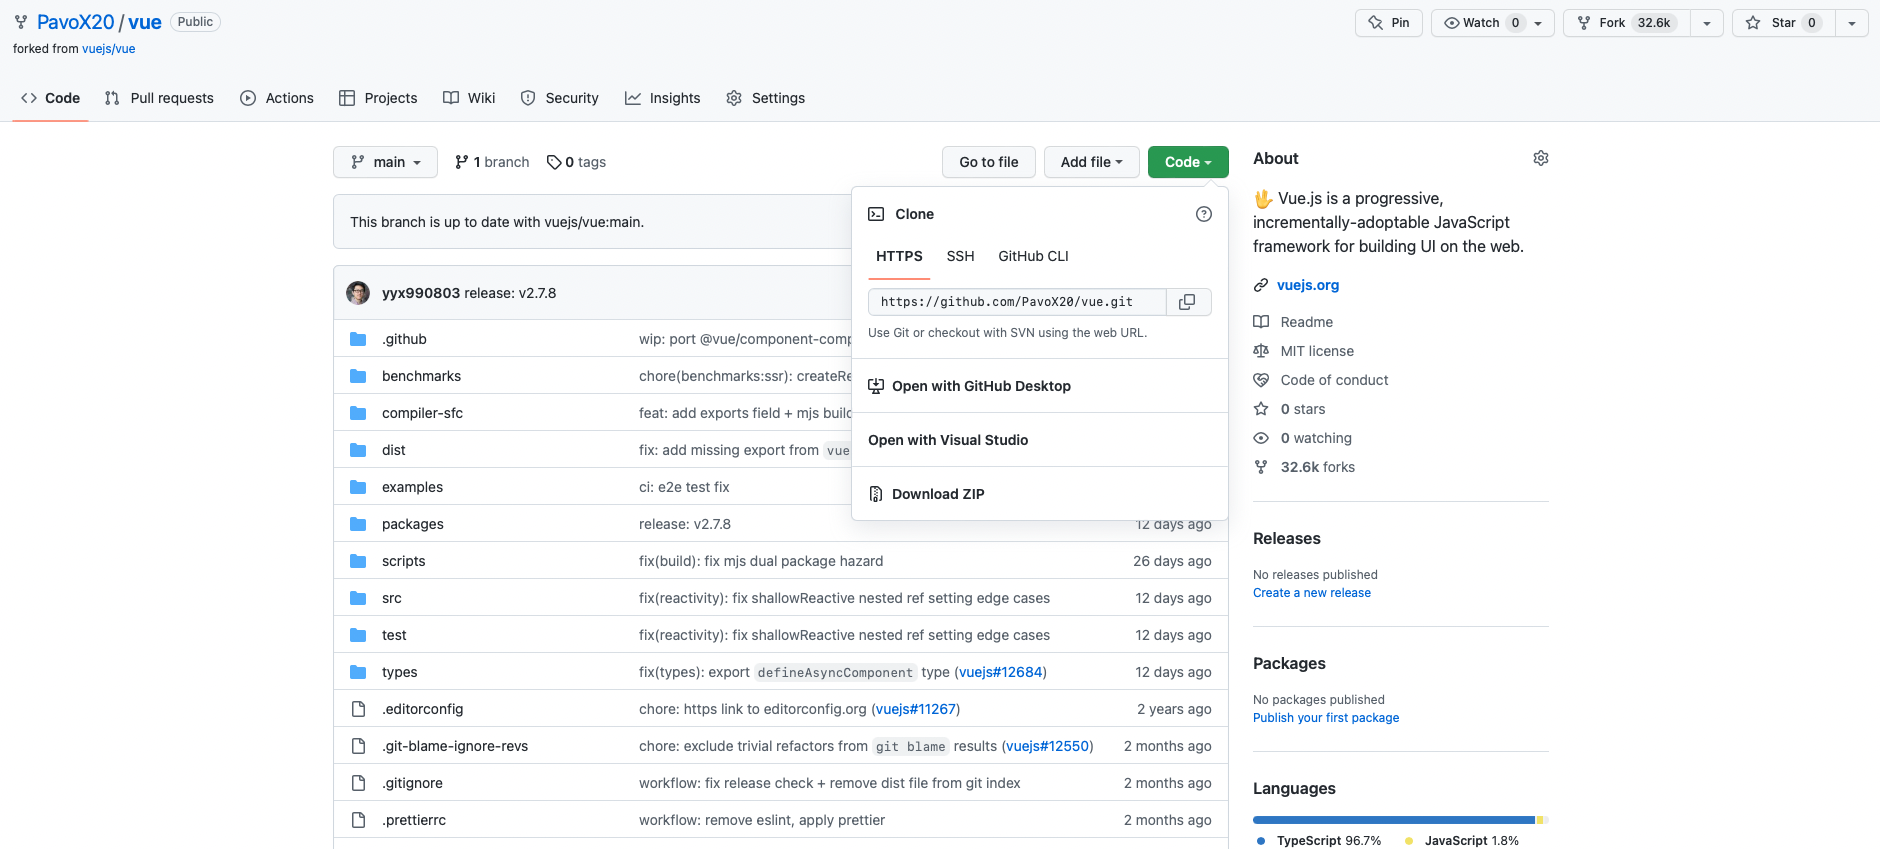 PavoX20 / vue Public
Pin Watch 0 Fork 32.6k Star 0
forked from vuejs/vue
Code Pull requests Actions Projects Wiki Security Insights Settings
main 1 branch 0 tags Go to file Add file Code
This branch is up to date with vuejs/vue:main.
yyx990803 release: v2.7.8
.github wip: port @vue/component-comp
benchmarks chore(benchmarks:ssr): createRe
compiler-sfc feat: add exports field + mjs build
dist fix: add missing export from vue
examples ci: e2e test fix
packages release: v2.7.8 12 days ago
scripts fix(build): fix mjs dual package hazard 26 days ago
src fix(reactivity): fix shallowReactive nested ref setting edge cases 12 days ago
test fix(reactivity): fix shallowReactive nested ref setting edge cases 12 days ago
types fix(types): export defineAsyncComponent type (vuejs#12684) 12 days ago
.editorconfig chore: https link to editorconfig.org (vuejs#11267) 2 years ago
.git-blame-ignore-revs chore: exclude trivial refactors from git blame results (vuejs#12550) 2 months ago
.gitignore workflow: fix release check + remove dist file from git index 2 months ago
.prettierrc workflow: remove eslint, apply prettier 2 months ago
Clone
HTTPS SSH GitHub CLI
https://github.com/PavoX20/vue.git
Use Git or checkout with SVN using the web URL.
Open with GitHub Desktop
Open with Visual Studio
Download ZIP
About
🖖 Vue.js is a progressive,
incrementally-adoptable JavaScript
framework for building UI on the web.
vuejs.org
Readme
MIT license
Code of conduct
0 stars
0 watching
32.6k forks
Releases
No releases published
Create a new release
Packages
No packages published
Publish your first package
Languages
TypeScript 96.7% JavaScript 1.8%